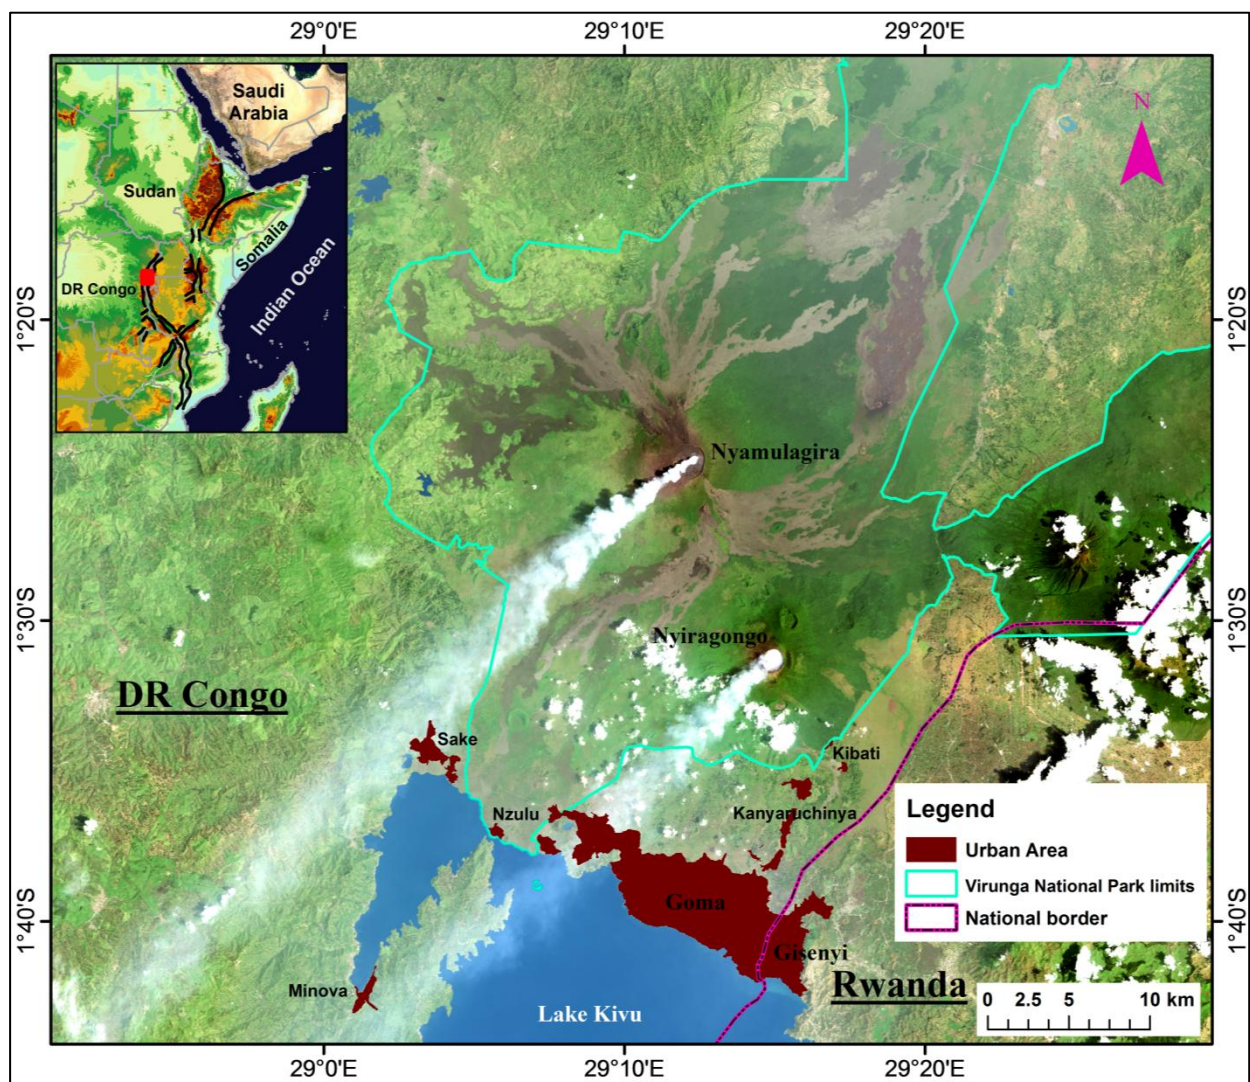 29°0'E
29°10'E
29°20'E
Saudi
Arabia
Sudan
Somalia
Indian Ocean
DR Congo
N
1°20'S
1°20'S
Nyamulagira
1°30'S
1°30'S
Nyiragongo
DR Congo
Sake
Kibati
Nzulu
Kanyaruchinya
Legend
Urban Area
Virunga National Park limits
National border
Goma
1°40'S
1°40'S
Gisenyi
Minova
Rwanda
Lake Kivu
0 2.5 5 10 km
29°0'E
29°10'E
29°20'E